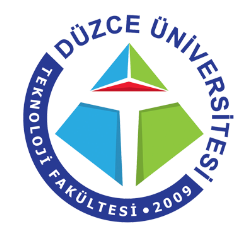 DÜZCE ÜNİVERSİTESİ
TEKNOLOJİ FAKÜLTESİ • 2009